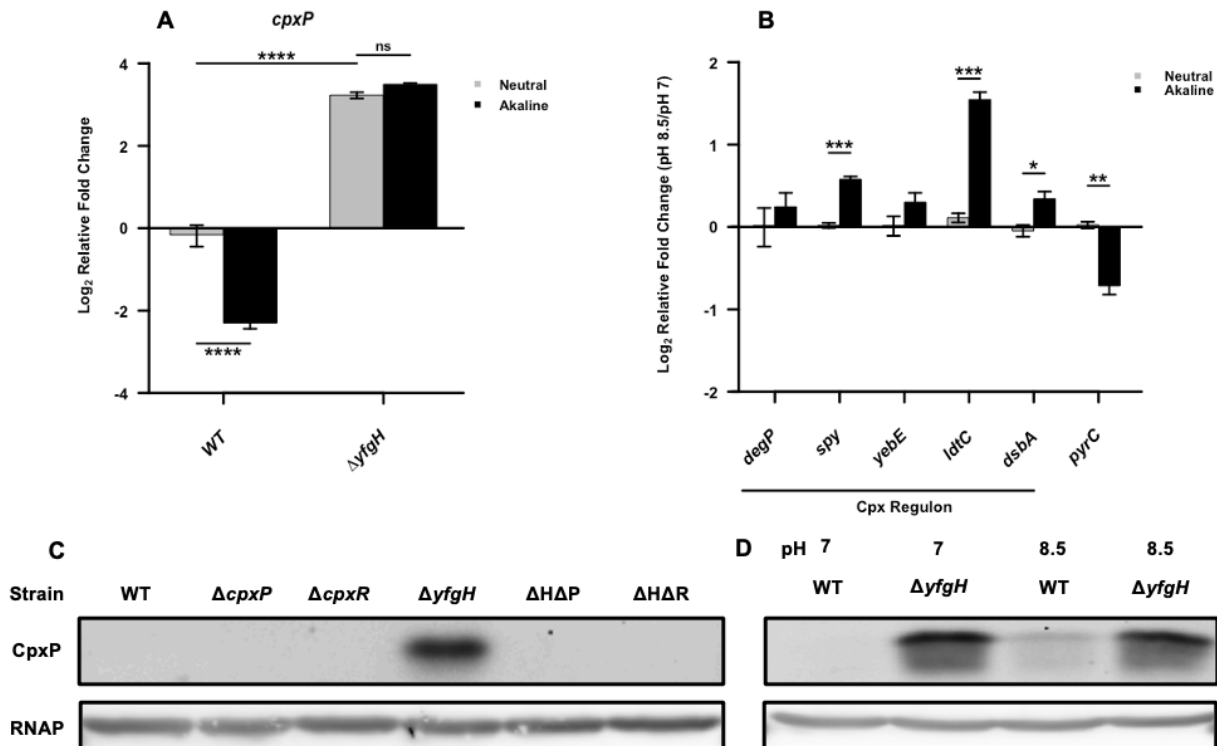 A
cpxP
Log₂ Relative Fold Change
4
2
0
-2
-4
****
ns
****
Neutral
Akaline
WT
ΔyfgH
B
Log₂ Relative Fold Change (pH 8.5/pH 7)
2
1
0
-1
-2
***
***
*
**
Neutral
Akaline
degP
spy
yebE
ldtC
dsbA
pyrC
Cpx Regulon
C
Strain WT ΔcpxP ΔcpxR ΔyfgH ΔHΔP ΔHΔR
CpxP
RNAP
D
pH 7 7 8.5 8.5
WT ΔyfgH WT ΔyfgH